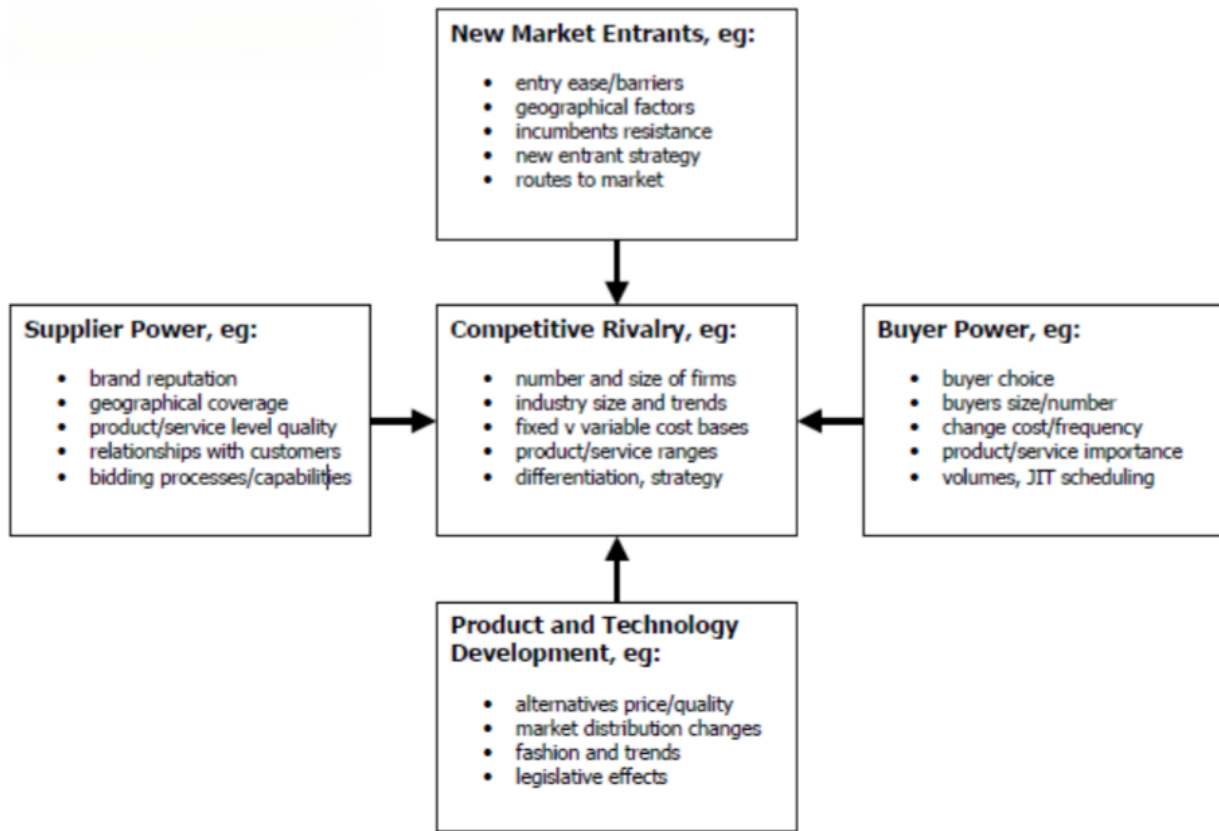 New Market Entrants, eg:
• entry ease/barriers
• geographical factors
• incumbents resistance
• new entrant strategy
• routes to market
Supplier Power, eg:
• brand reputation
• geographical coverage
• product/service level quality
• relationships with customers
• bidding processes/capabilities
Competitive Rivalry, eg:
• number and size of firms
• industry size and trends
• fixed v variable cost bases
• product/service ranges
• differentiation, strategy
Buyer Power, eg:
• buyer choice
• buyers size/number
• change cost/frequency
• product/service importance
• volumes, JIT scheduling
Product and Technology
Development, eg:
• alternatives price/quality
• market distribution changes
• fashion and trends
• legislative effects